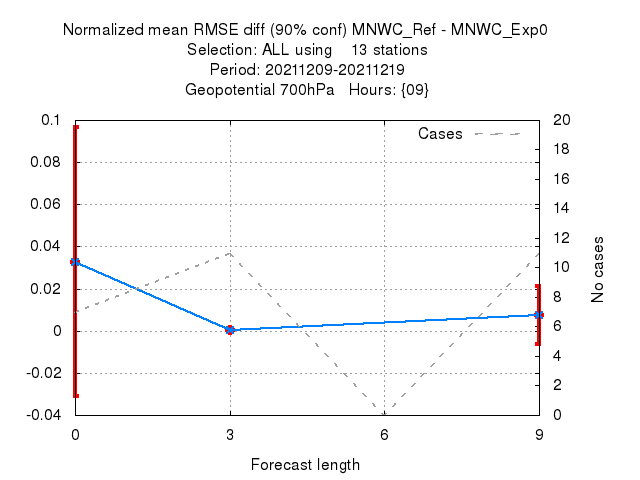 Normalized mean RMSE diff (90% conf) MNWC_Ref - MNWC_Exp0
Selection: ALL using    13 stations
Period: 20211209-20211219
Geopotential 700hPa   Hours: {09}
Cases
0.1
0.08
0.06
0.04
0.02
0
-0.02
-0.04
20
18
16
14
12
10
8
6
4
2
0
No cases
0 3 6 9
Forecast length